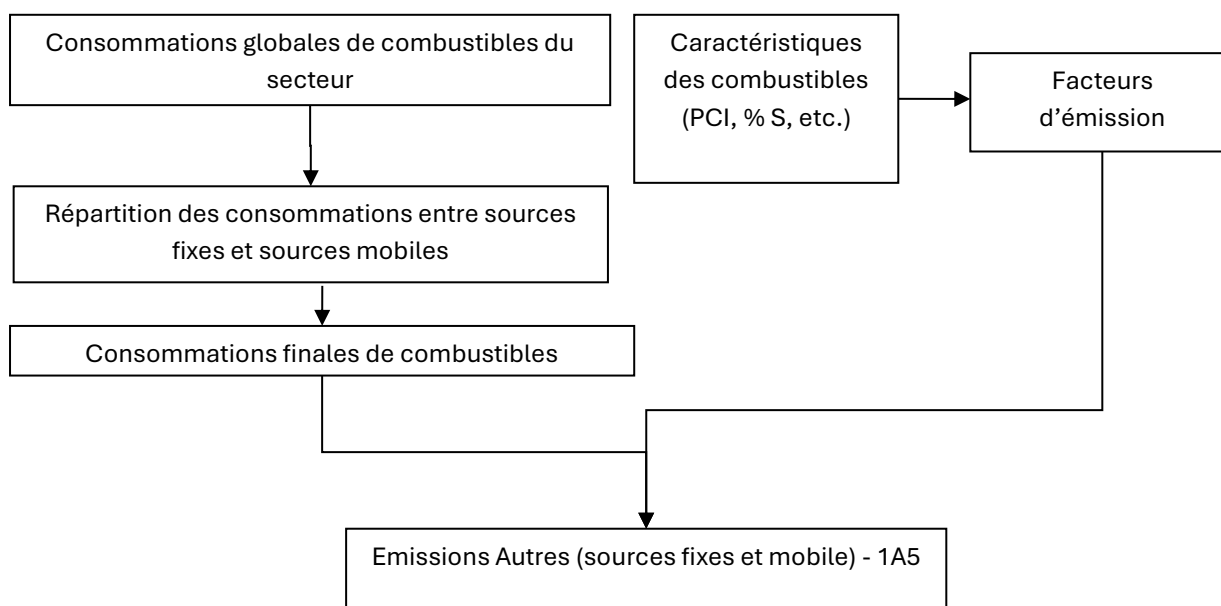 Consommations globales de combustibles du
secteur
Caractéristiques
des combustibles
(PCI, % S, etc.)
Facteurs
d’émission
Répartition des consommations entre sources
fixes et sources mobiles
Consommations finales de combustibles
Emissions Autres (sources fixes et mobile) - 1A5